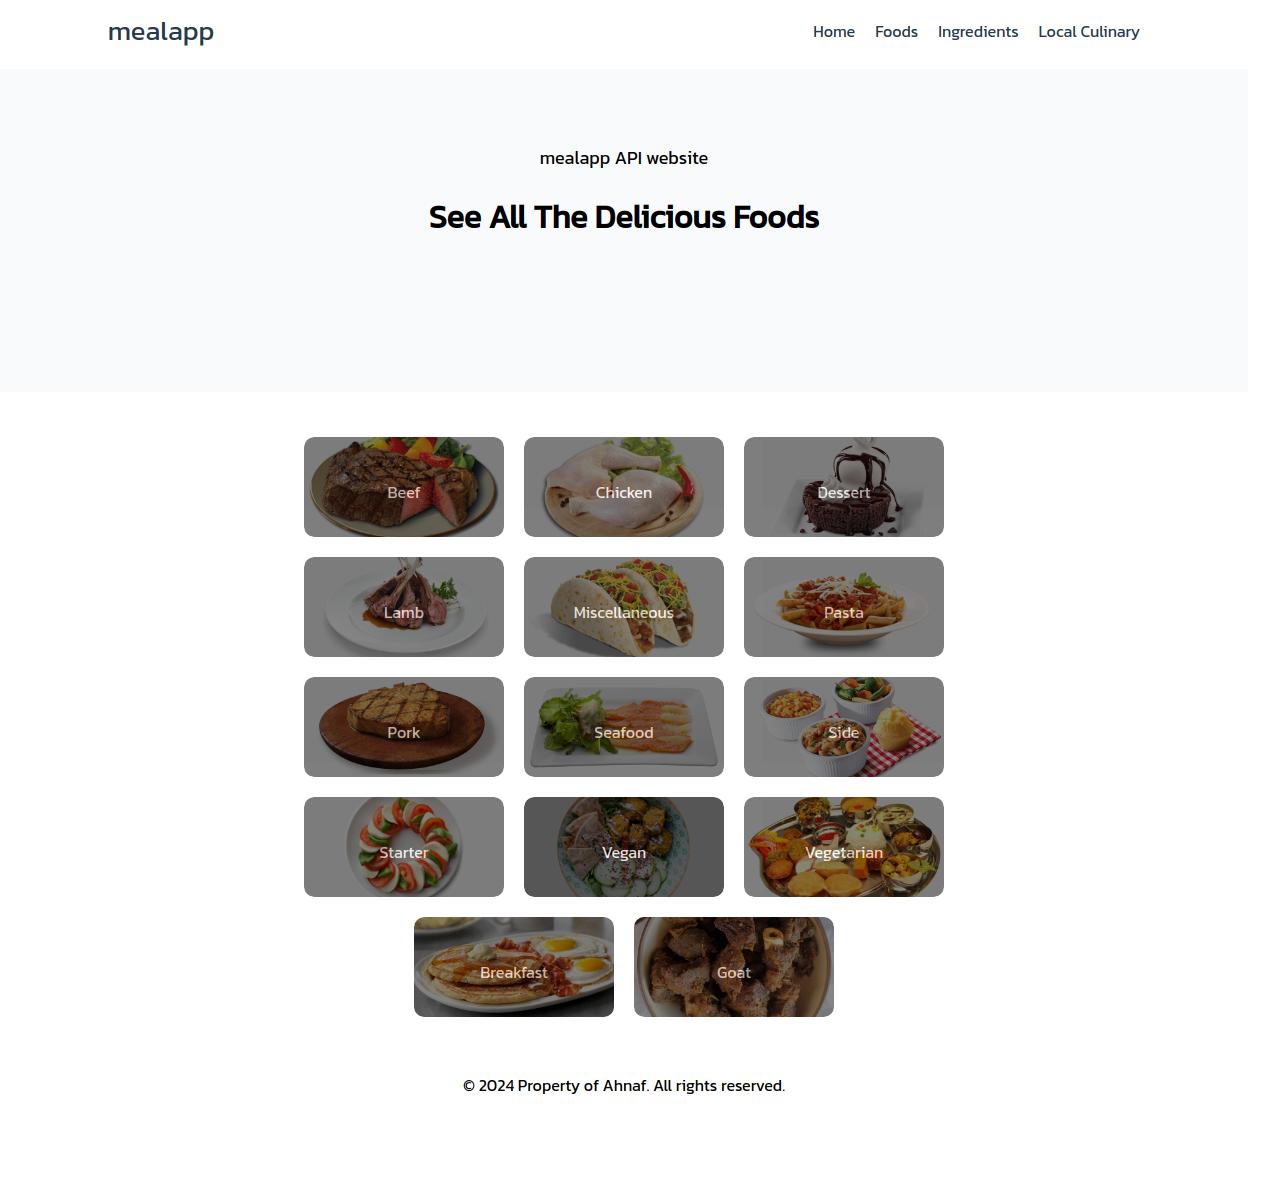 mealapp
Home Foods Ingredients Local Culinary
mealapp API website
See All The Delicious Foods
Beef Chicken Dessert
Lamb Miscellaneous Pasta
Pork Seafood Side
Starter Vegan Vegetarian
Breakfast Goat
© 2024 Property of Ahnaf. All rights reserved.